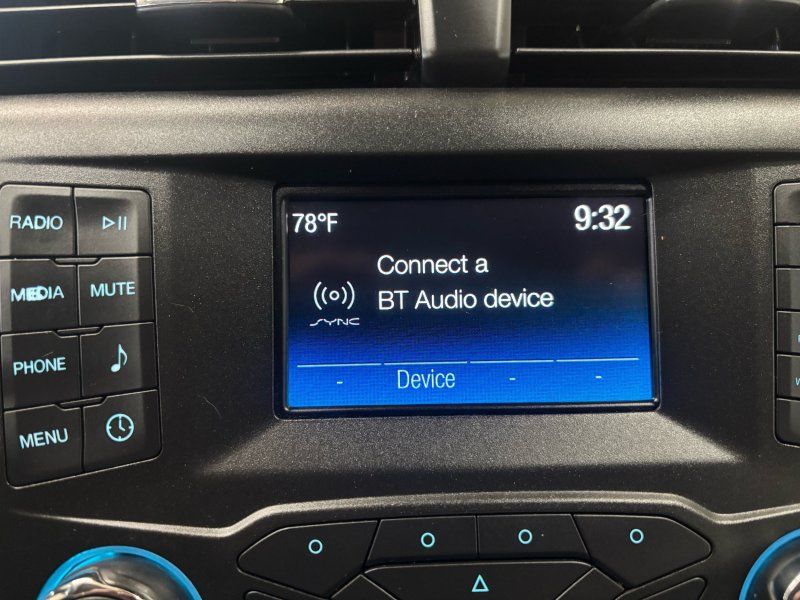 78°F
9:32
Connect a
BT Audio device
SYNC
- Device - -
RADIO
MEDIA MUTE
PHONE
MENU